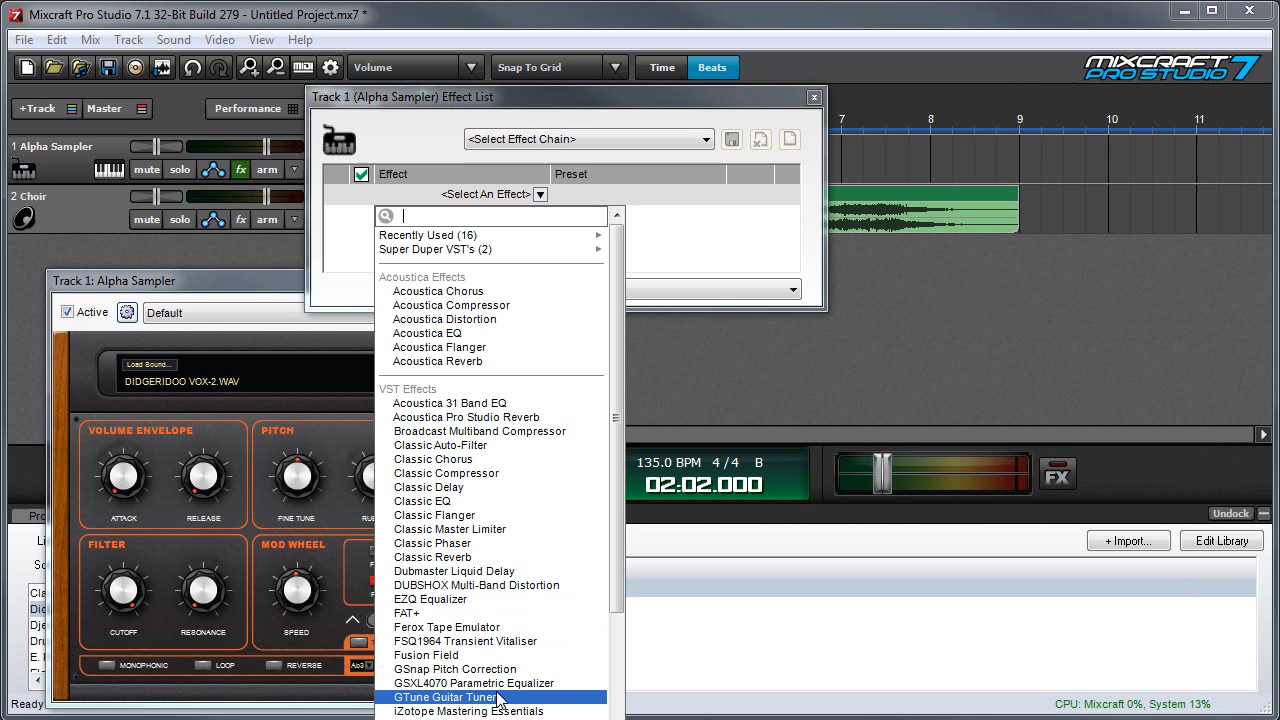 Mixcraft Pro Studio 7.1 32-Bit Build 279 - Untitled Project.mx7 *
File Edit Mix Track Sound Video View Help
Volume Snap To Grid Time Beats
MIXCRAFT
PRO STUDIO 7
+Track Master Performance
Track 1 (Alpha Sampler) Effect List
<Select Effect Chain>
7 8 9 10 11
1 Alpha Sampler
mute solo fx arm
Effect Preset
<Select An Effect>
2 Choir
mute solo fx arm
Recently Used (16)
Super Duper VST's (2)
Acoustica Effects
Acoustica Chorus
Acoustica Compressor
Acoustica Distortion
Acoustica EQ
Acoustica Flanger
Acoustica Reverb
VST Effects
Acoustica 31 Band EQ
Acoustica Pro Studio Reverb
Broadcast Multiband Compressor
Classic Auto-Filter
Classic Chorus
Classic Compressor
Classic Delay
Classic EQ
Classic Flanger
Classic Master Limiter
Classic Phaser
Classic Reverb
Dubmaster Liquid Delay
DUBSHOX Multi-Band Distortion
EZQ Equalizer
FAT+
Ferox Tape Emulator
FSQ1964 Transient Vitaliser
Fusion Field
GSnap Pitch Correction
GSXL4070 Parametric Equalizer
GTune Guitar Tuner
iZotope Mastering Essentials
Track 1: Alpha Sampler
Active Default
Load Sound...
DIDGERIDOO VOX-2.WAV
VOLUME ENVELOPE PITCH
ATTACK RELEASE FINE TUNE
FILTER MOD WHEEL
CUTOFF RESONANCE SPEED
MONOPHONIC LOOP REVERSE Ab3
135.0 BPM 4 / 4 B
02:02.000
FX
Undock
+ Import... Edit Library
Ready
CPU: Mixcraft 0%, System 13%